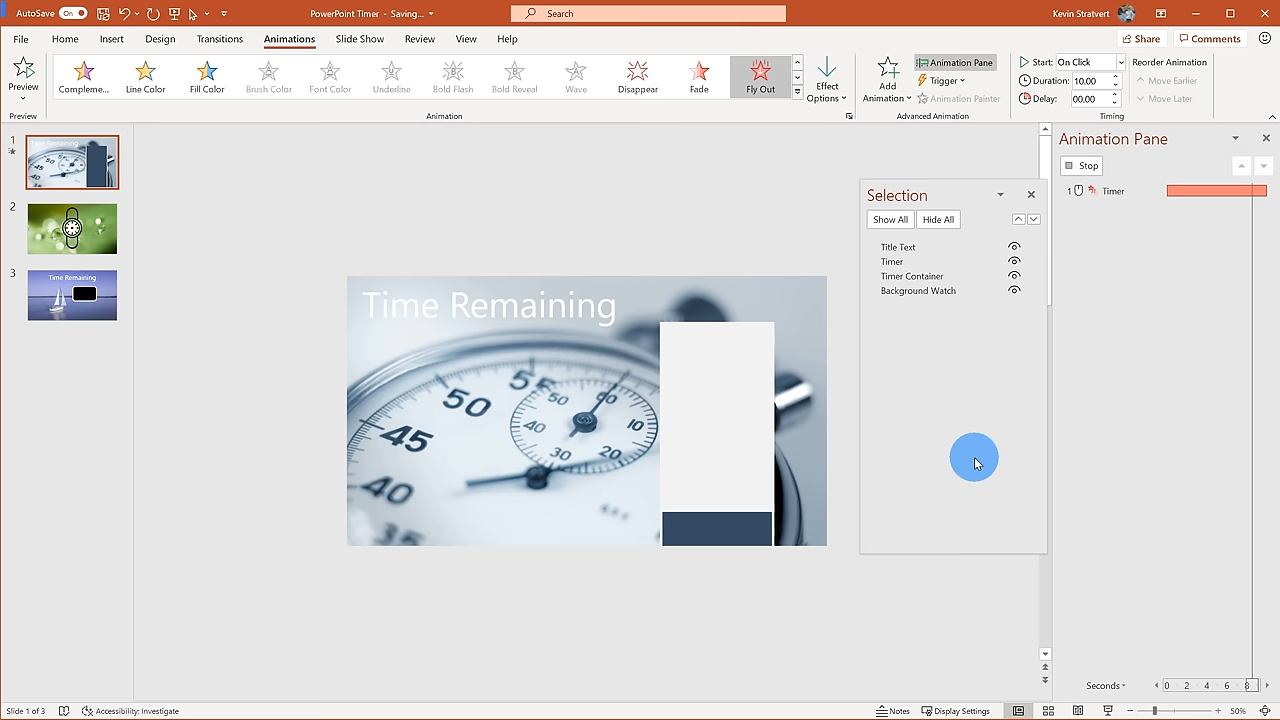 AutoSave On
PowerPoint Timer - Saving...
Search
Kevin Stratvert
File Home Insert Design Transitions Animations Slide Show Review View Help
Share Comments
Preview
Compleme... Line Color Fill Color Brush Color Font Color Underline Bold Flash Bold Reveal Wave Disappear Fade Fly Out
Effect
Options
Add
Animation
Animation Pane
Trigger
Animation Painter
Start: On Click
Duration: 10.00
Delay: 00.00
Reorder Animation
Move Earlier
Move Later
Preview Animation Advanced Animation Timing
1
Time Remaining
2
3
Time Remaining
Time Remaining
55
50
45
40
35
60
50
10
40
30
20
Selection
Show All Hide All
Title Text
Timer
Timer Container
Background Watch
Animation Pane
Stop
1 Timer
Seconds 0 2 4 6 8
Slide 1 of 3 Accessibility: Investigate Notes Display Settings 50%